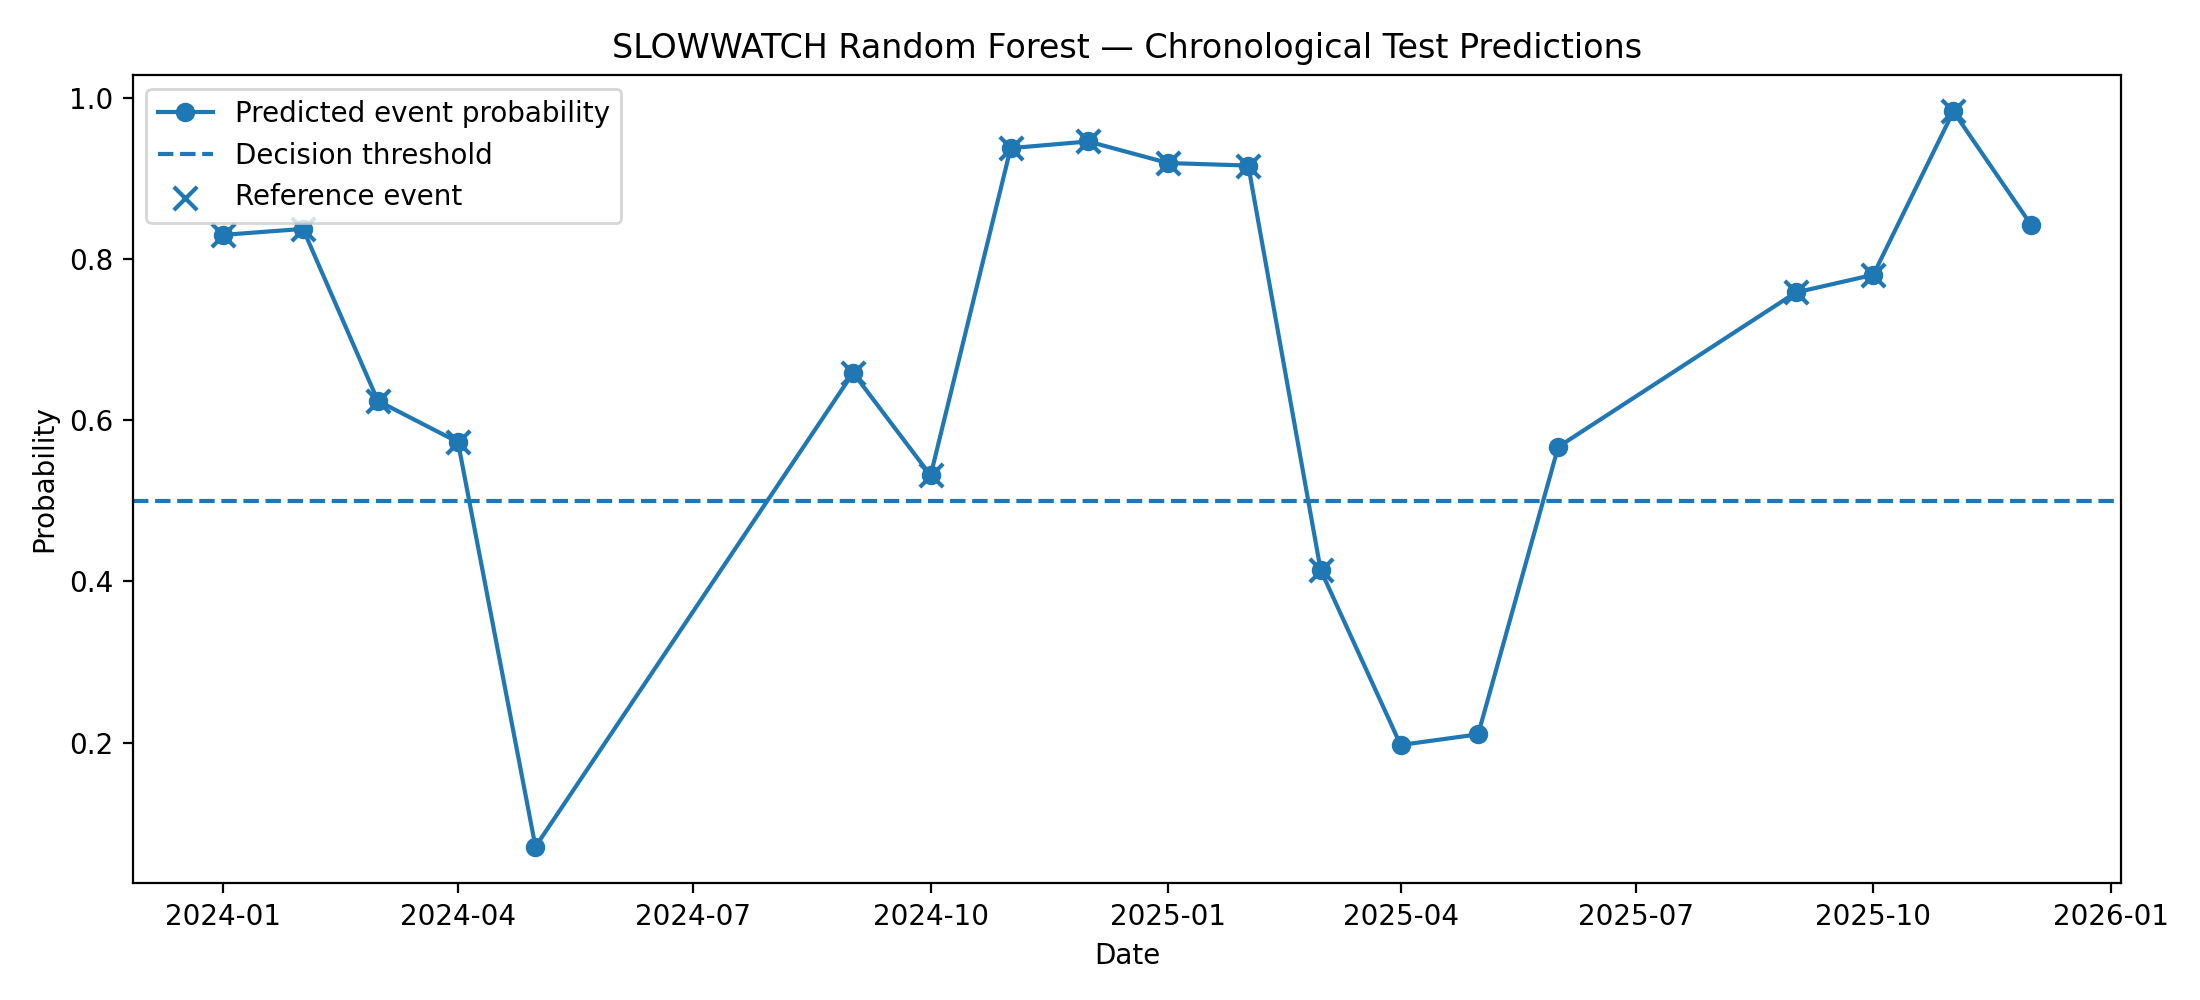 SLOWWATCH Random Forest — Chronological Test Predictions
Predicted event probability
Decision threshold
Reference event
Probability
1.0
0.8
0.6
0.4
0.2
2024-01 2024-04 2024-07 2024-10 2025-01 2025-04 2025-07 2025-10 2026-01
Date